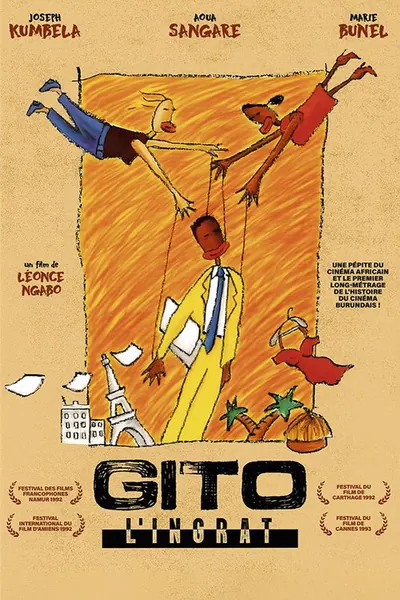 JOSEPH
KUMBELA
AOUA
SANGARE
MARIE
BUNEL
un film de
LÉONCE
NGABO
UNE PÉPITE DU
CINÉMA AFRICAIN
ET LE PREMIER
LONG-MÉTRAGE
DE L'HISTOIRE
DU CINÉMA
BURUNDAIS !
GITO
L'INGRAT
FESTIVAL DES FILMS
FRANCOPHONES
NAMUR 1992
FESTIVAL
INTERNATIONAL DU
FILM D'AMIENS 1992
FESTIVAL DU
FILM DE
CARTHAGE 1992
FESTIVAL DU
FILM DE
CANNES 1993